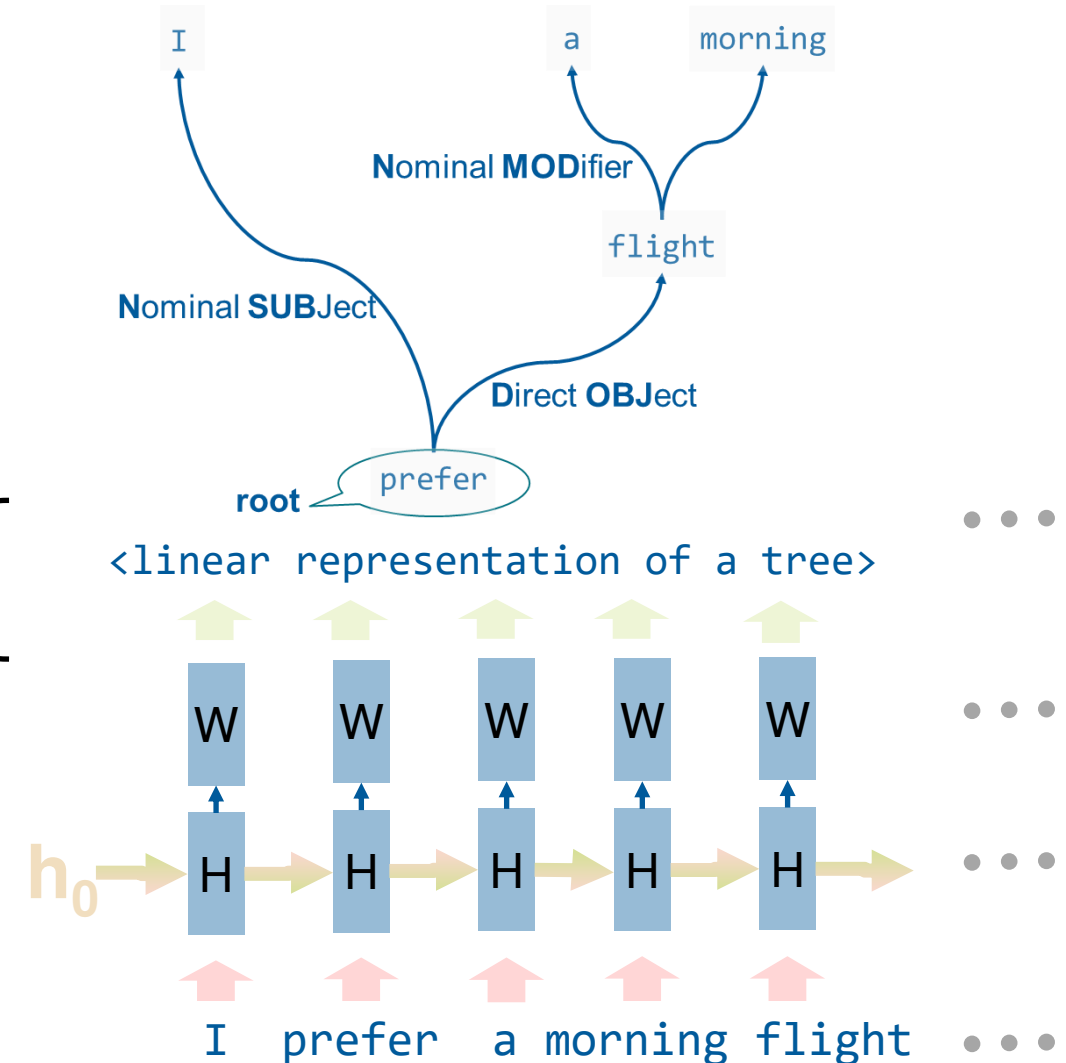 I a morning
Nominal MODifier
flight
Nominal SUBJect
Direct OBJect
prefer
root
<linear representation of a tree>
W W W W W
h0 H H H H H
I prefer a morning flight